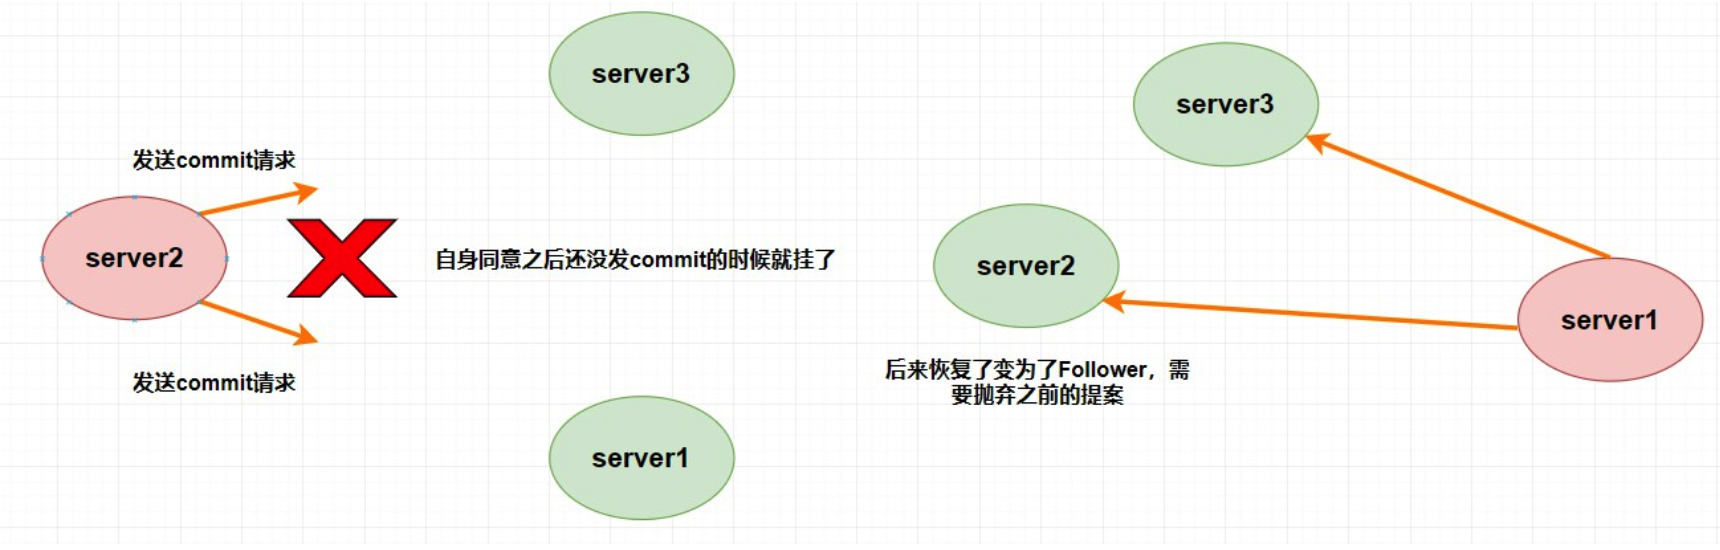 server3
发送commit请求
server2
自身同意之后还没发commit的时候就挂了
发送commit请求
server1
server3
server2
server1
后来恢复了变为了Follower，需
要抛弃之前的提案